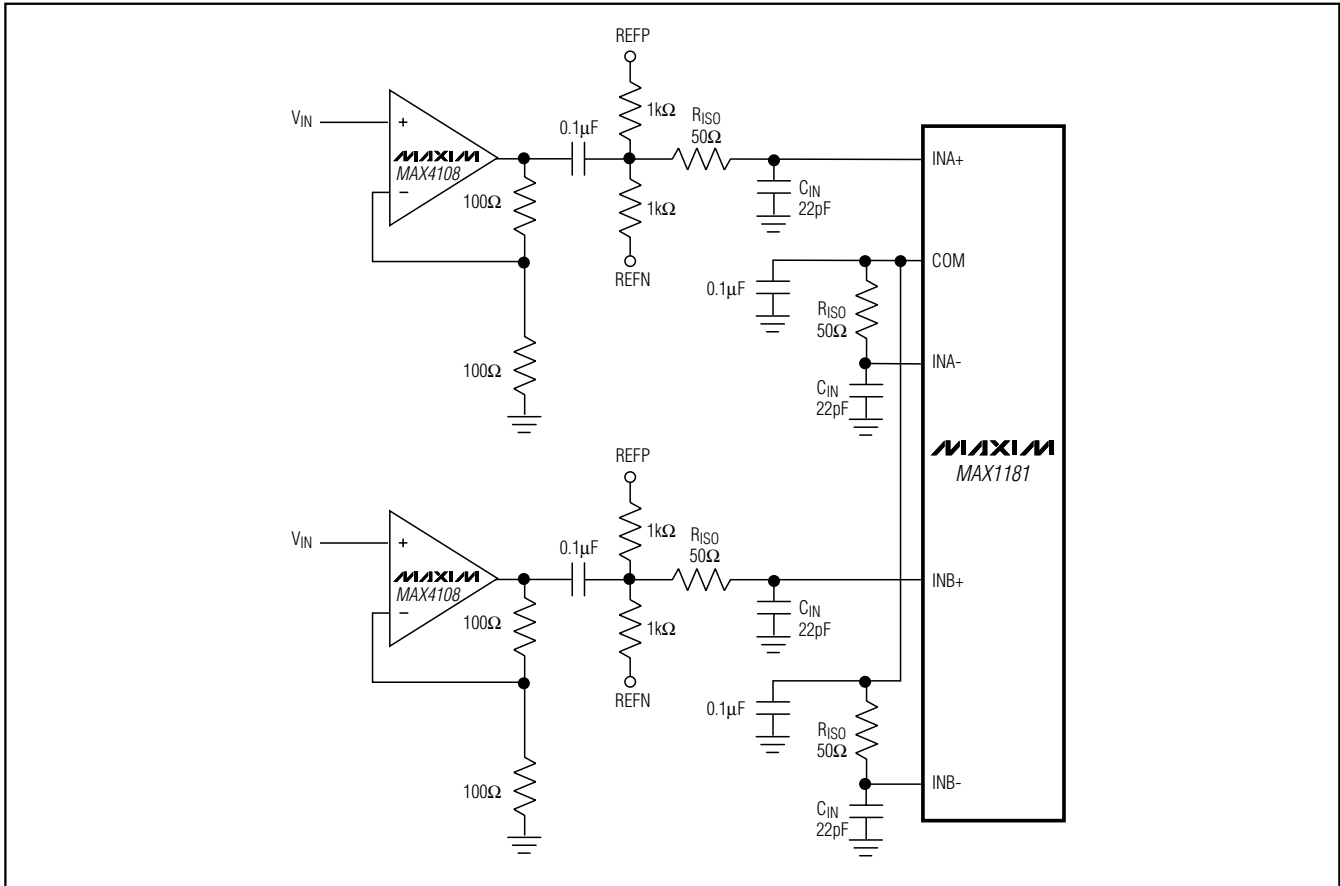 REFP
1kΩ
VIN
+
MAXIM
MAX4108
−
0.1µF
RISO
50Ω
INA+
100Ω
1kΩ
CIN
22pF
REFN
COM
0.1µF
RISO
50Ω
100Ω
INA-
CIN
22pF
MAXIM
MAX1181
REFP
1kΩ
VIN
+
MAXIM
MAX4108
−
0.1µF
RISO
50Ω
INB+
100Ω
1kΩ
CIN
22pF
REFN
0.1µF
RISO
50Ω
100Ω
INB-
CIN
22pF